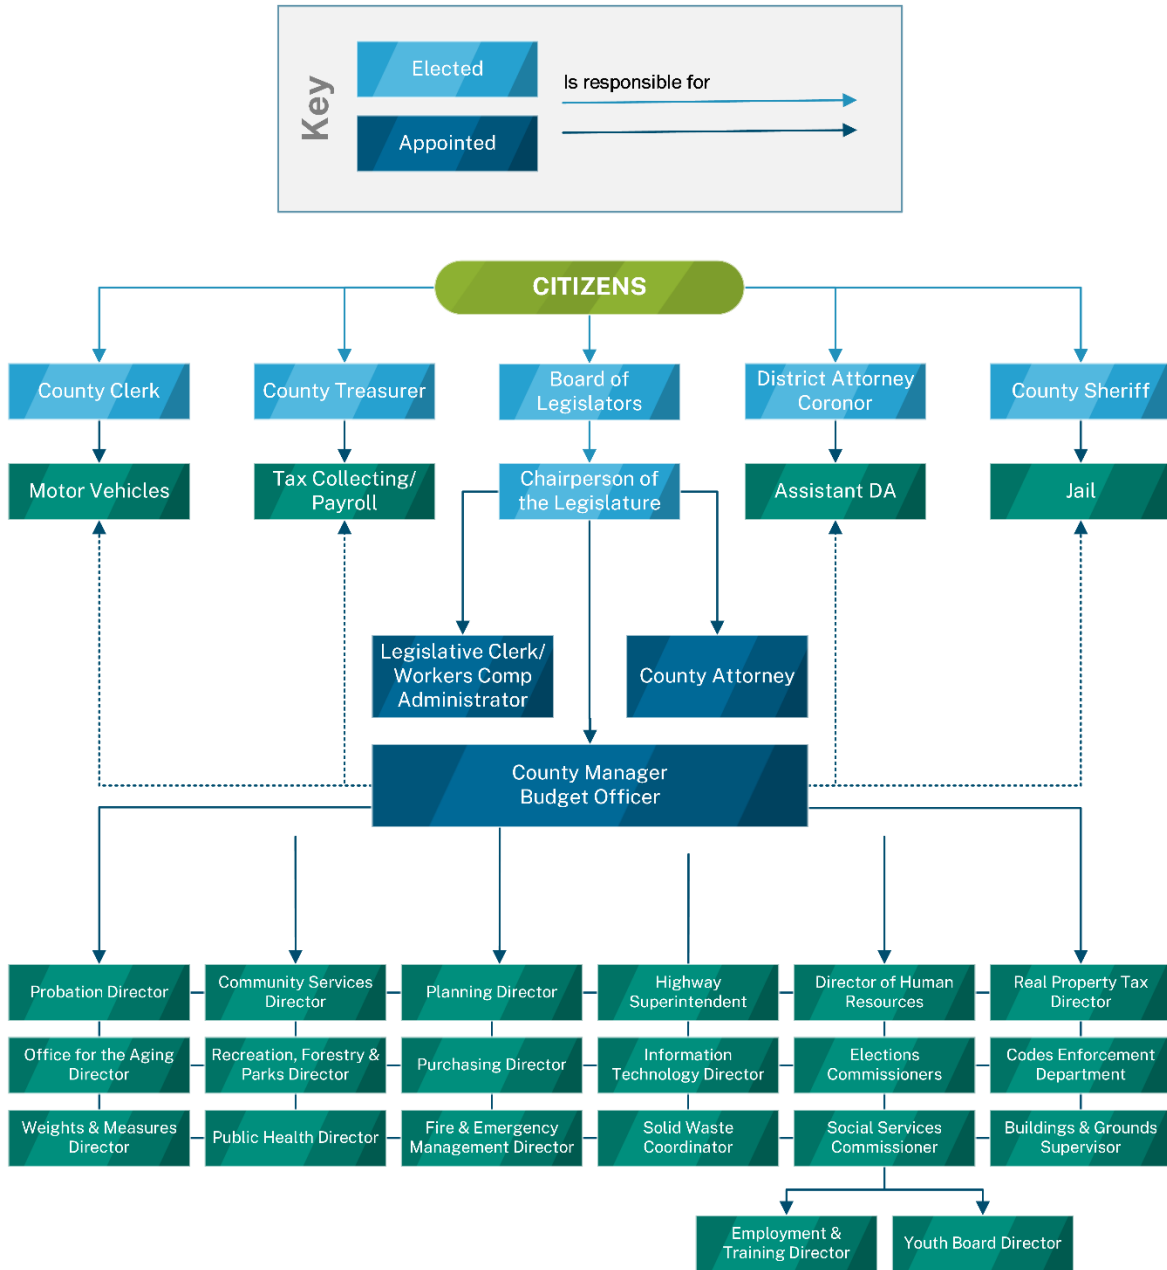 Key
Elected
Appointed
Is responsible for
CITIZENS
County Clerk
County Treasurer
Board of
Legislators
District Attorney
Coronor
County Sheriff
Motor Vehicles
Tax Collecting/
Payroll
Chairperson of
the Legislature
Assistant DA
Jail
Legislative Clerk/
Workers Comp
Administrator
County Attorney
County Manager
Budget Officer
Probation Director
Community Services
Director
Planning Director
Highway
Superintendent
Director of Human
Resources
Real Property Tax
Director
Office for the Aging
Director
Recreation, Forestry &
Parks Director
Purchasing Director
Information
Technology Director
Elections
Commissioners
Codes Enforcement
Department
Weights & Measures
Director
Public Health Director
Fire & Emergency
Management Director
Solid Waste
Coordinator
Social Services
Commissioner
Buildings & Grounds
Supervisor
Employment &
Training Director
Youth Board Director